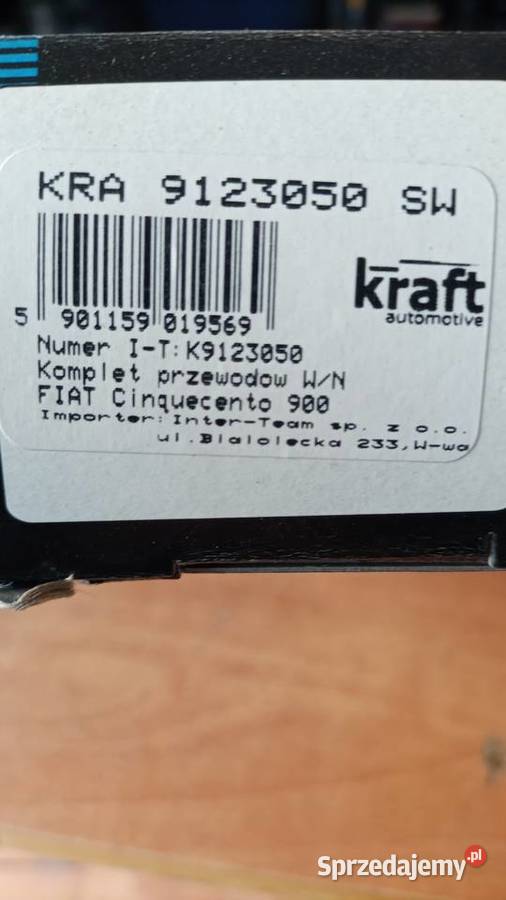 KRA 9123050 SW
5 901159 019569
kraft
automotive
Numer I-T:K9123050
Komplet przewodow W/N
FIAT Cinquecento 900
Importer: Inter-Team sp. z o.o.
ul.Bialolecka 233,W-wa
Sprzedajemy.pl